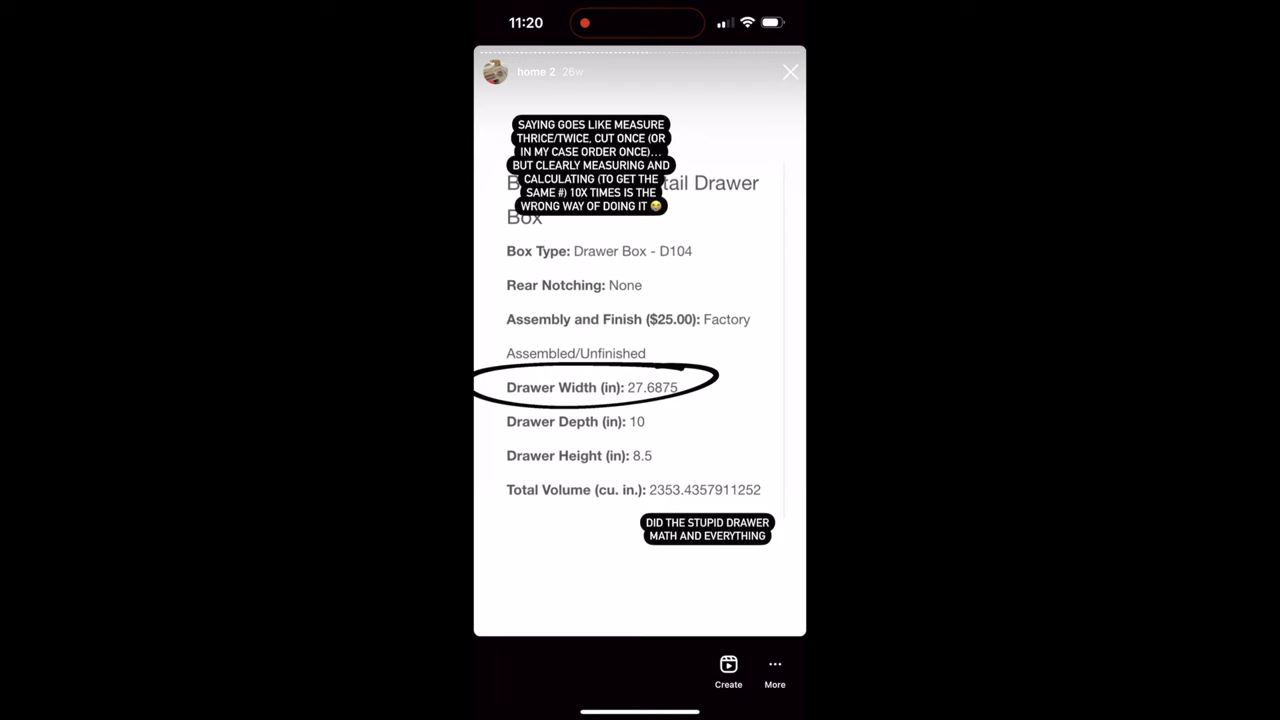 11:20
home 2 26w
SAYING GOES LIKE MEASURE
THRICE/TWICE, CUT ONCE (OR
IN MY CASE ORDER ONCE)...
BUT CLEARLY MEASURING AND
CALCULATING (TO GET THE
SAME #) 10X TIMES IS THE
WRONG WAY OF DOING IT 😂
tail Drawer
Box
Box Type: Drawer Box - D104
Rear Notching: None
Assembly and Finish ($25.00): Factory
Assembled/Unfinished
Drawer Width (in): 27.6875
Drawer Depth (in): 10
Drawer Height (in): 8.5
Total Volume (cu. in.): 2353.4357911252
DID THE STUPID DRAWER
MATH AND EVERYTHING
Create
More